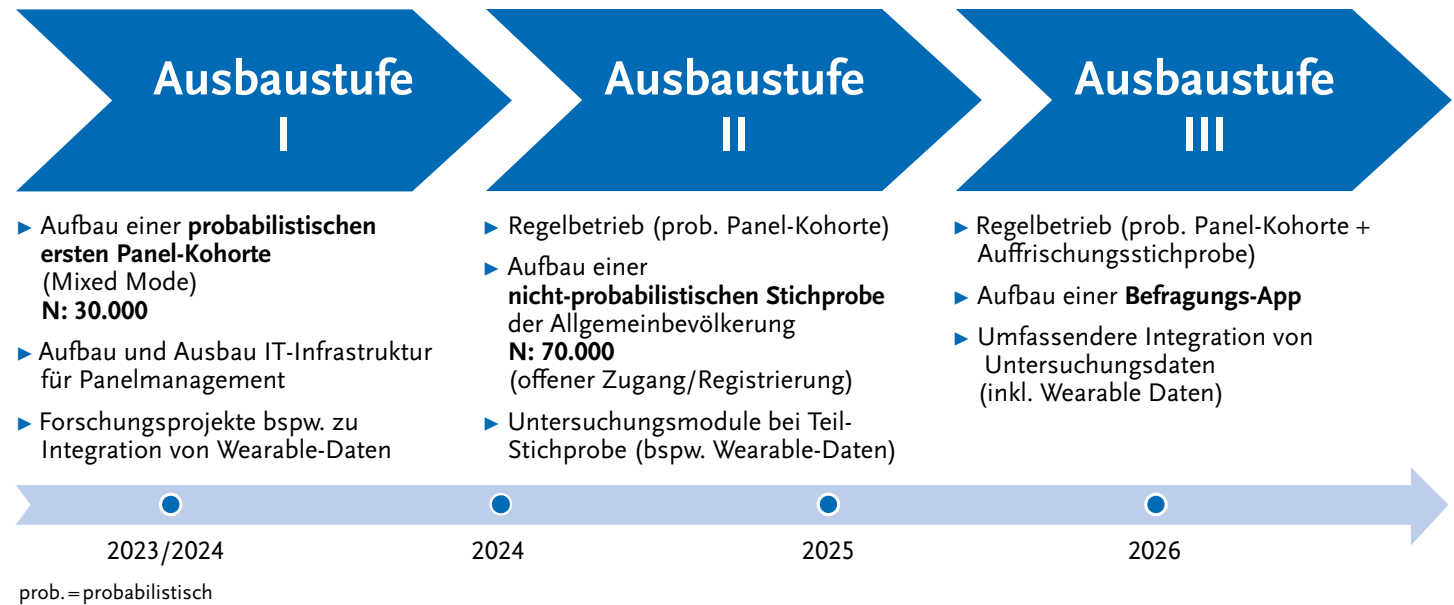 Ausbaustufe
I
Ausbaustufe
II
Ausbaustufe
III
► Aufbau einer probabilistischen
ersten Panel-Kohorte
(Mixed Mode)
N: 30.000
► Aufbau und Ausbau IT-Infrastruktur
für Panelmanagement
► Forschungsprojekte bspw. zu
Integration von Wearable-Daten
► Regelbetrieb (prob. Panel-Kohorte)
► Aufbau einer
nicht-probabilistischen Stichprobe
der Allgemeinbevölkerung
N: 70.000
(offener Zugang/Registrierung)
► Untersuchungsmodule bei Teil-
Stichprobe (bspw. Wearable-Daten)
► Regelbetrieb (prob. Panel-Kohorte +
Auffrischungsstichprobe)
► Aufbau einer Befragungs-App
► Umfassendere Integration von
Untersuchungsdaten
(inkl. Wearable Daten)
2023/2024
2024
2025
2026
prob.=probabilistisch